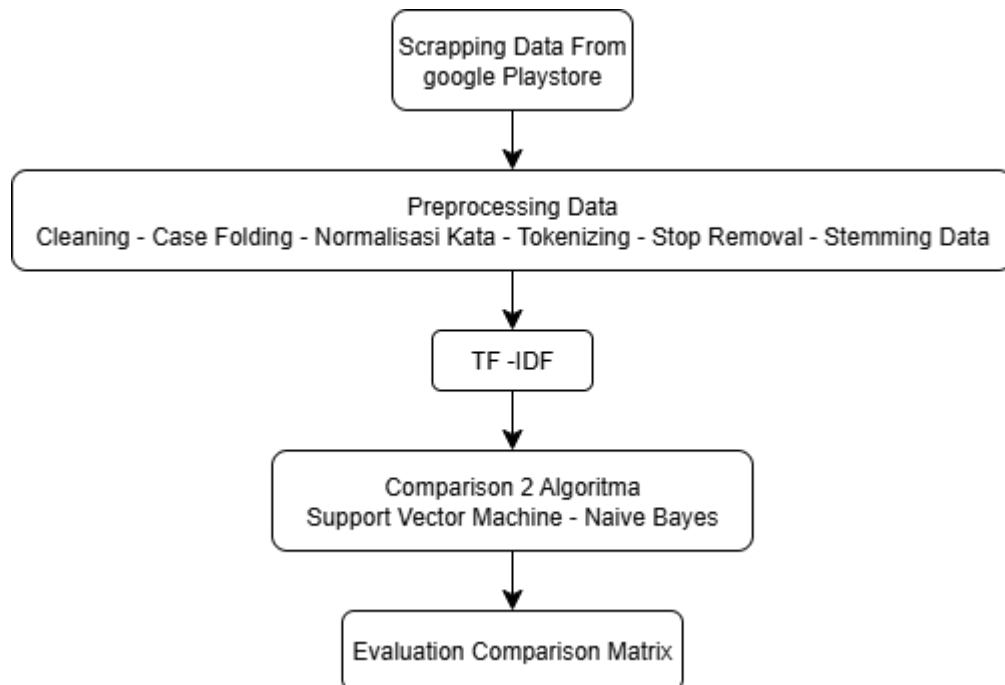 Scrapping Data From
google Playstore
Preprocessing Data
Cleaning - Case Folding - Normalisasi Kata - Tokenizing - Stop Removal - Stemming Data
TF -IDF
Comparison 2 Algoritma
Support Vector Machine - Naive Bayes
Evaluation Comparison Matrix